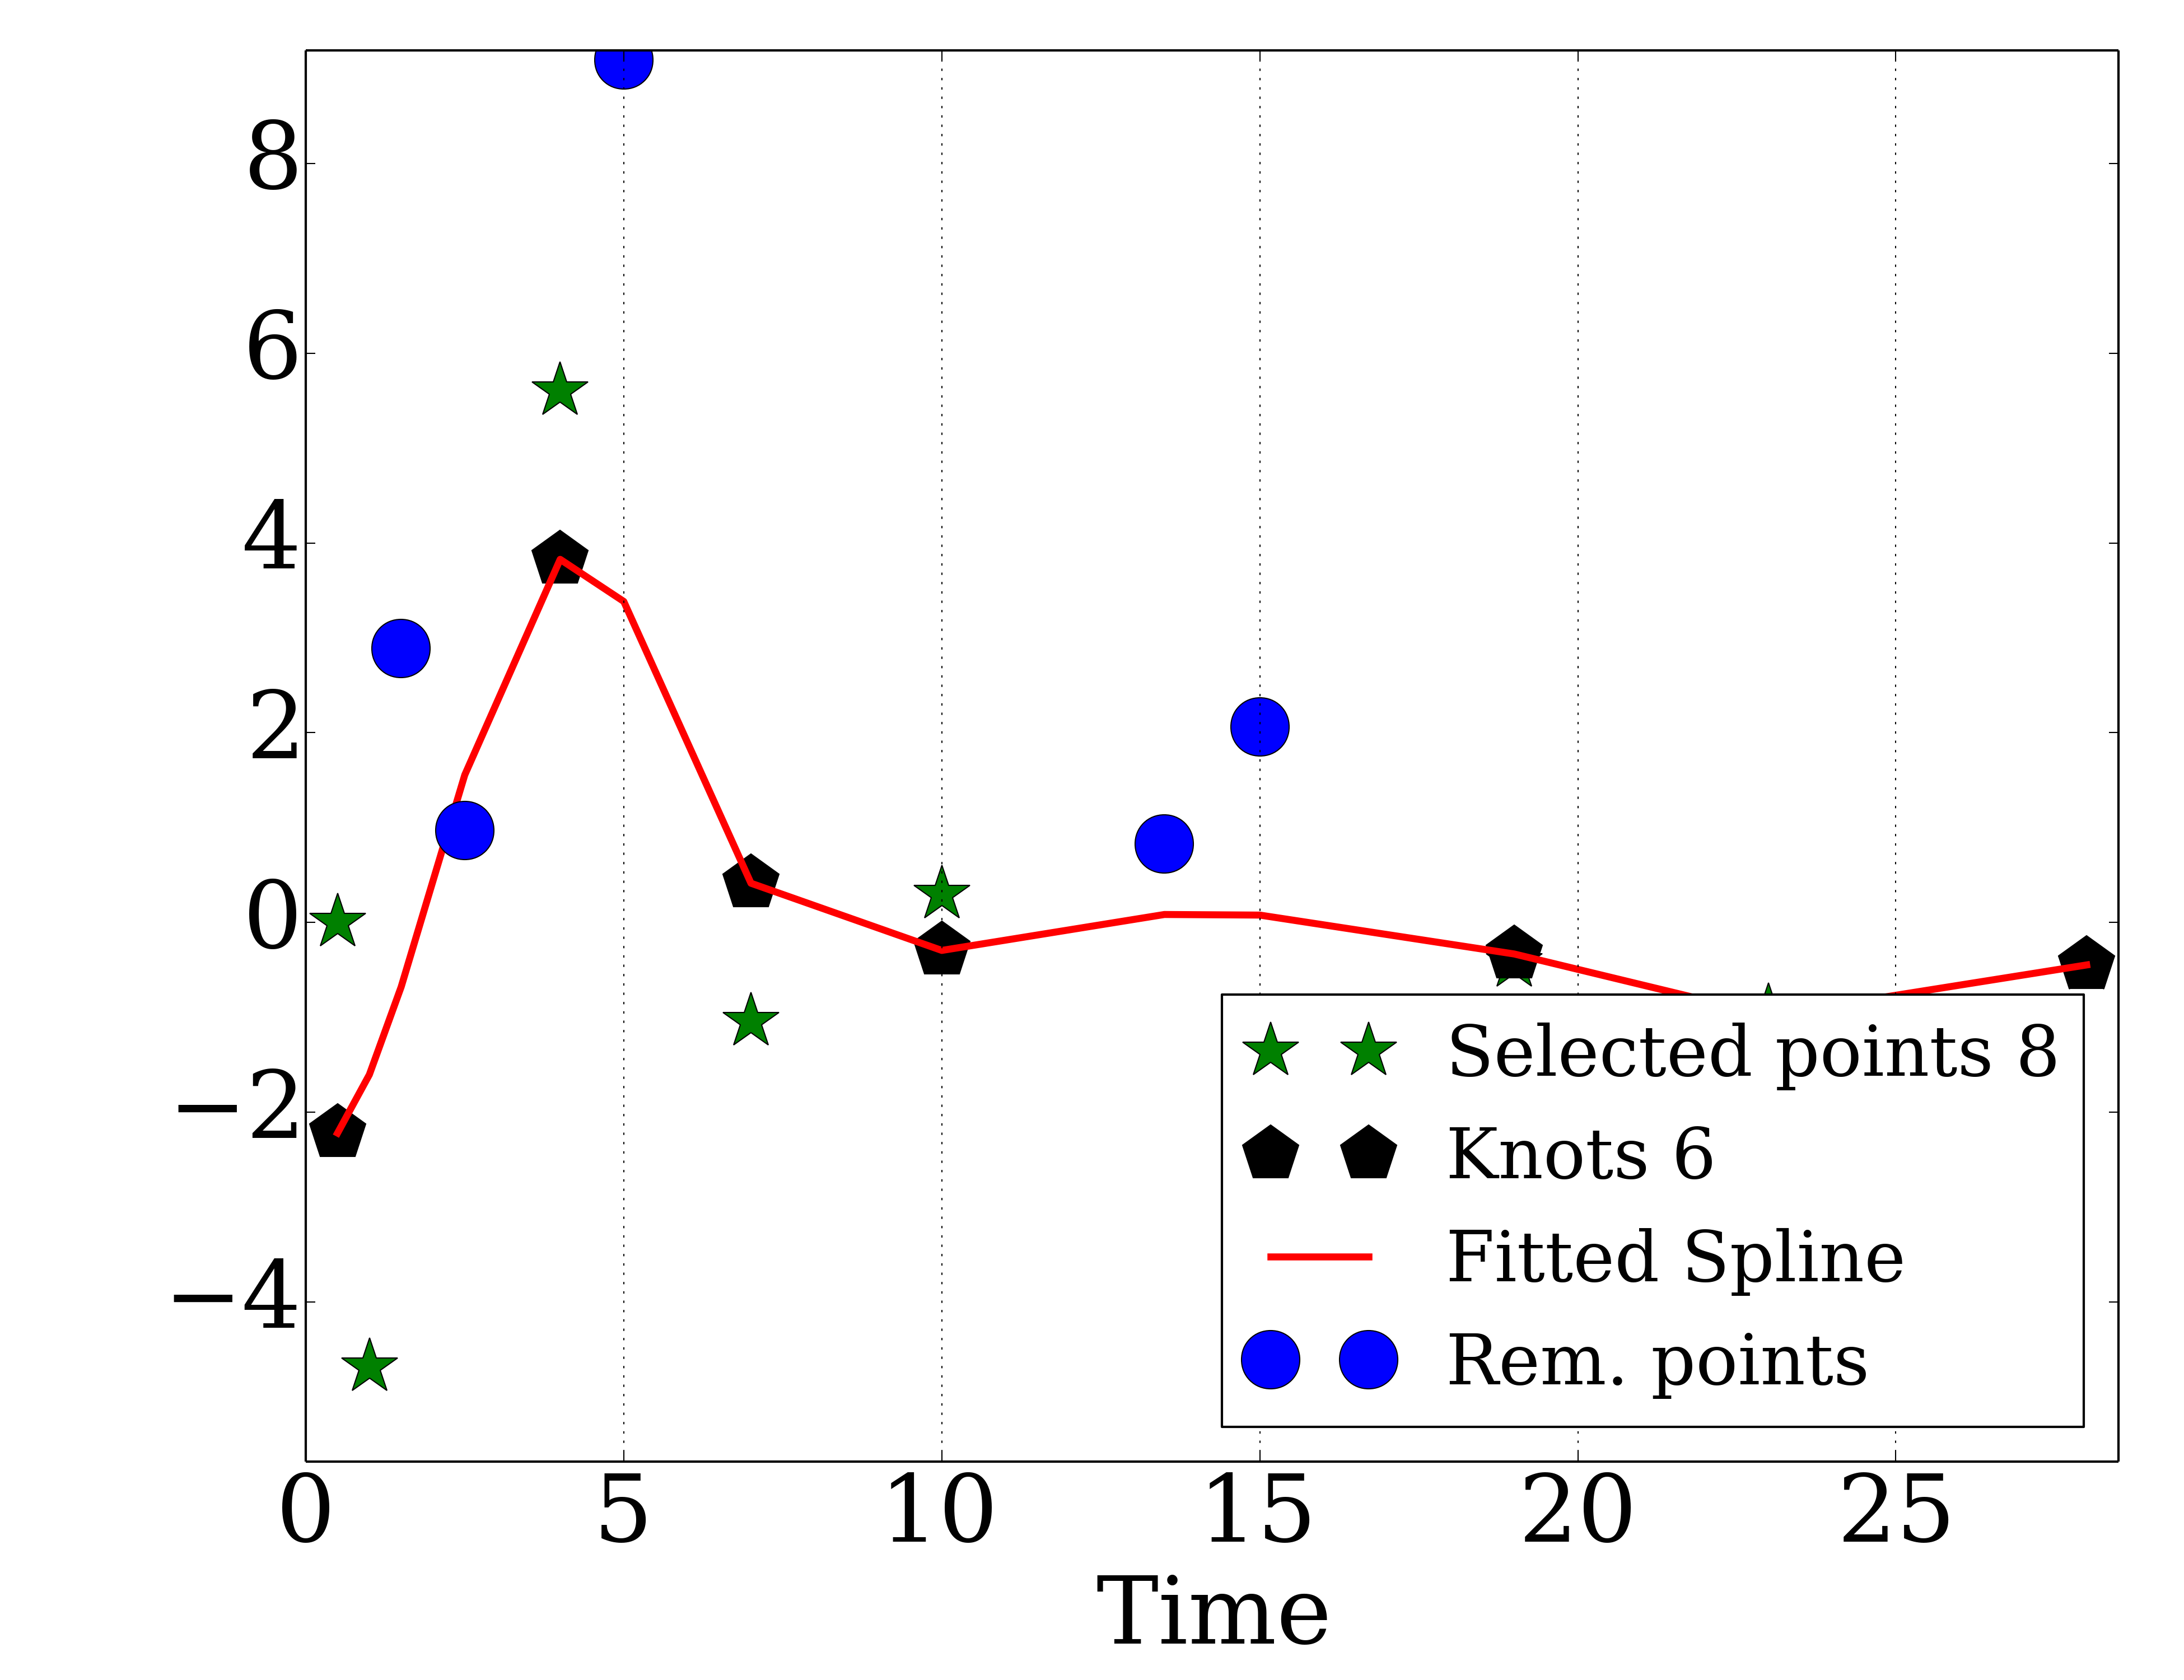 8
6
4
2
0
−2
−4
Selected points 8
Knots 6
Fitted Spline
Rem. points
0 5 10 15 20 25
Time